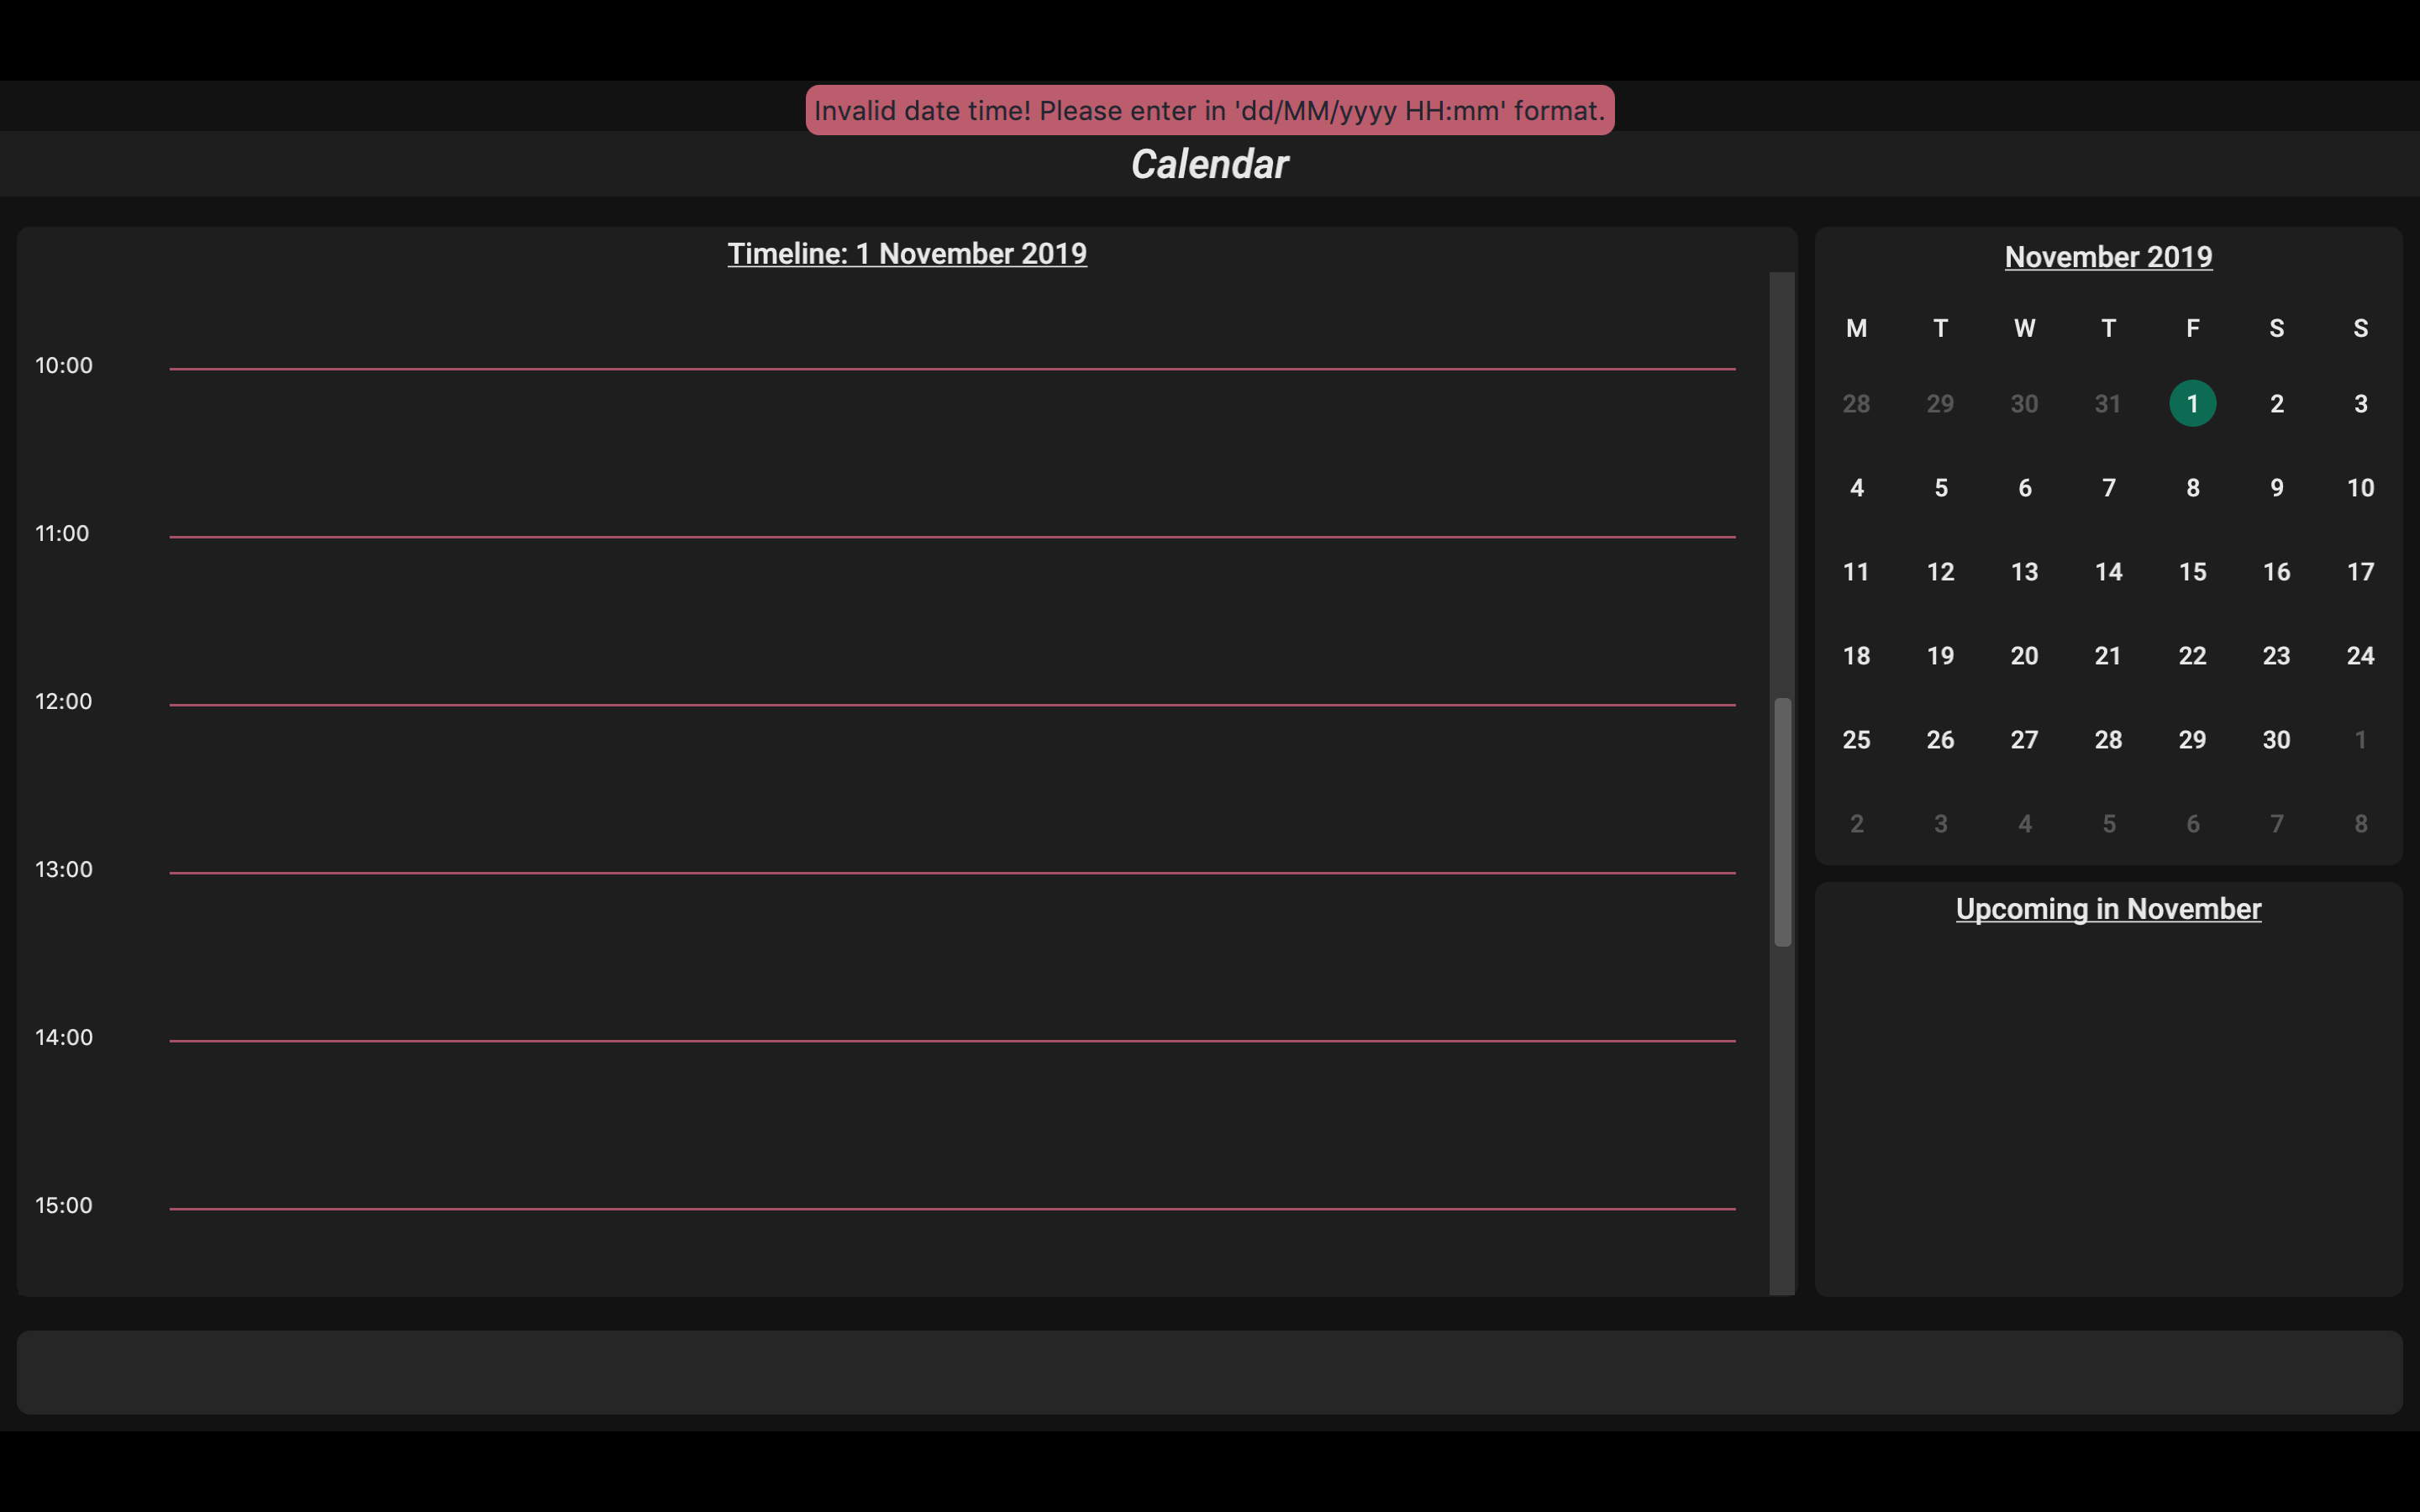 Invalid date time! Please enter in 'dd/MM/yyyy HH:mm' format.
Calendar
Timeline: 1 November 2019
10:00
11:00
12:00
13:00
14:00
15:00
November 2019
M T W T F S S
28 29 30 31 1 2 3
4 5 6 7 8 9 10
11 12 13 14 15 16 17
18 19 20 21 22 23 24
25 26 27 28 29 30 1
2 3 4 5 6 7 8
Upcoming in November